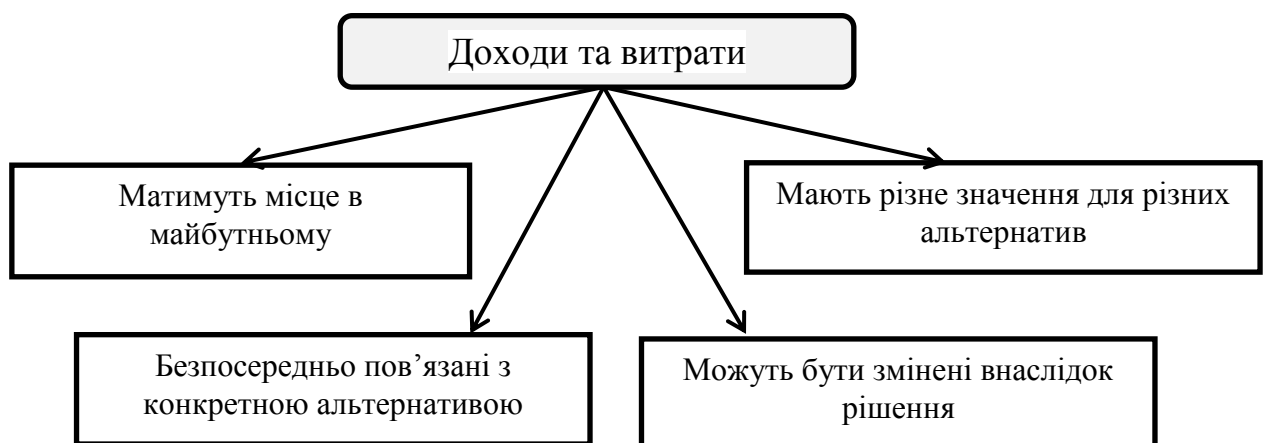 Доходи та витрати
Матимуть місце в
майбутньому
Мають різне значення для різних
альтернатив
Безпосередньо пов’язані з
конкретною альтернативою
Можуть бути змінені внаслідок
рішення